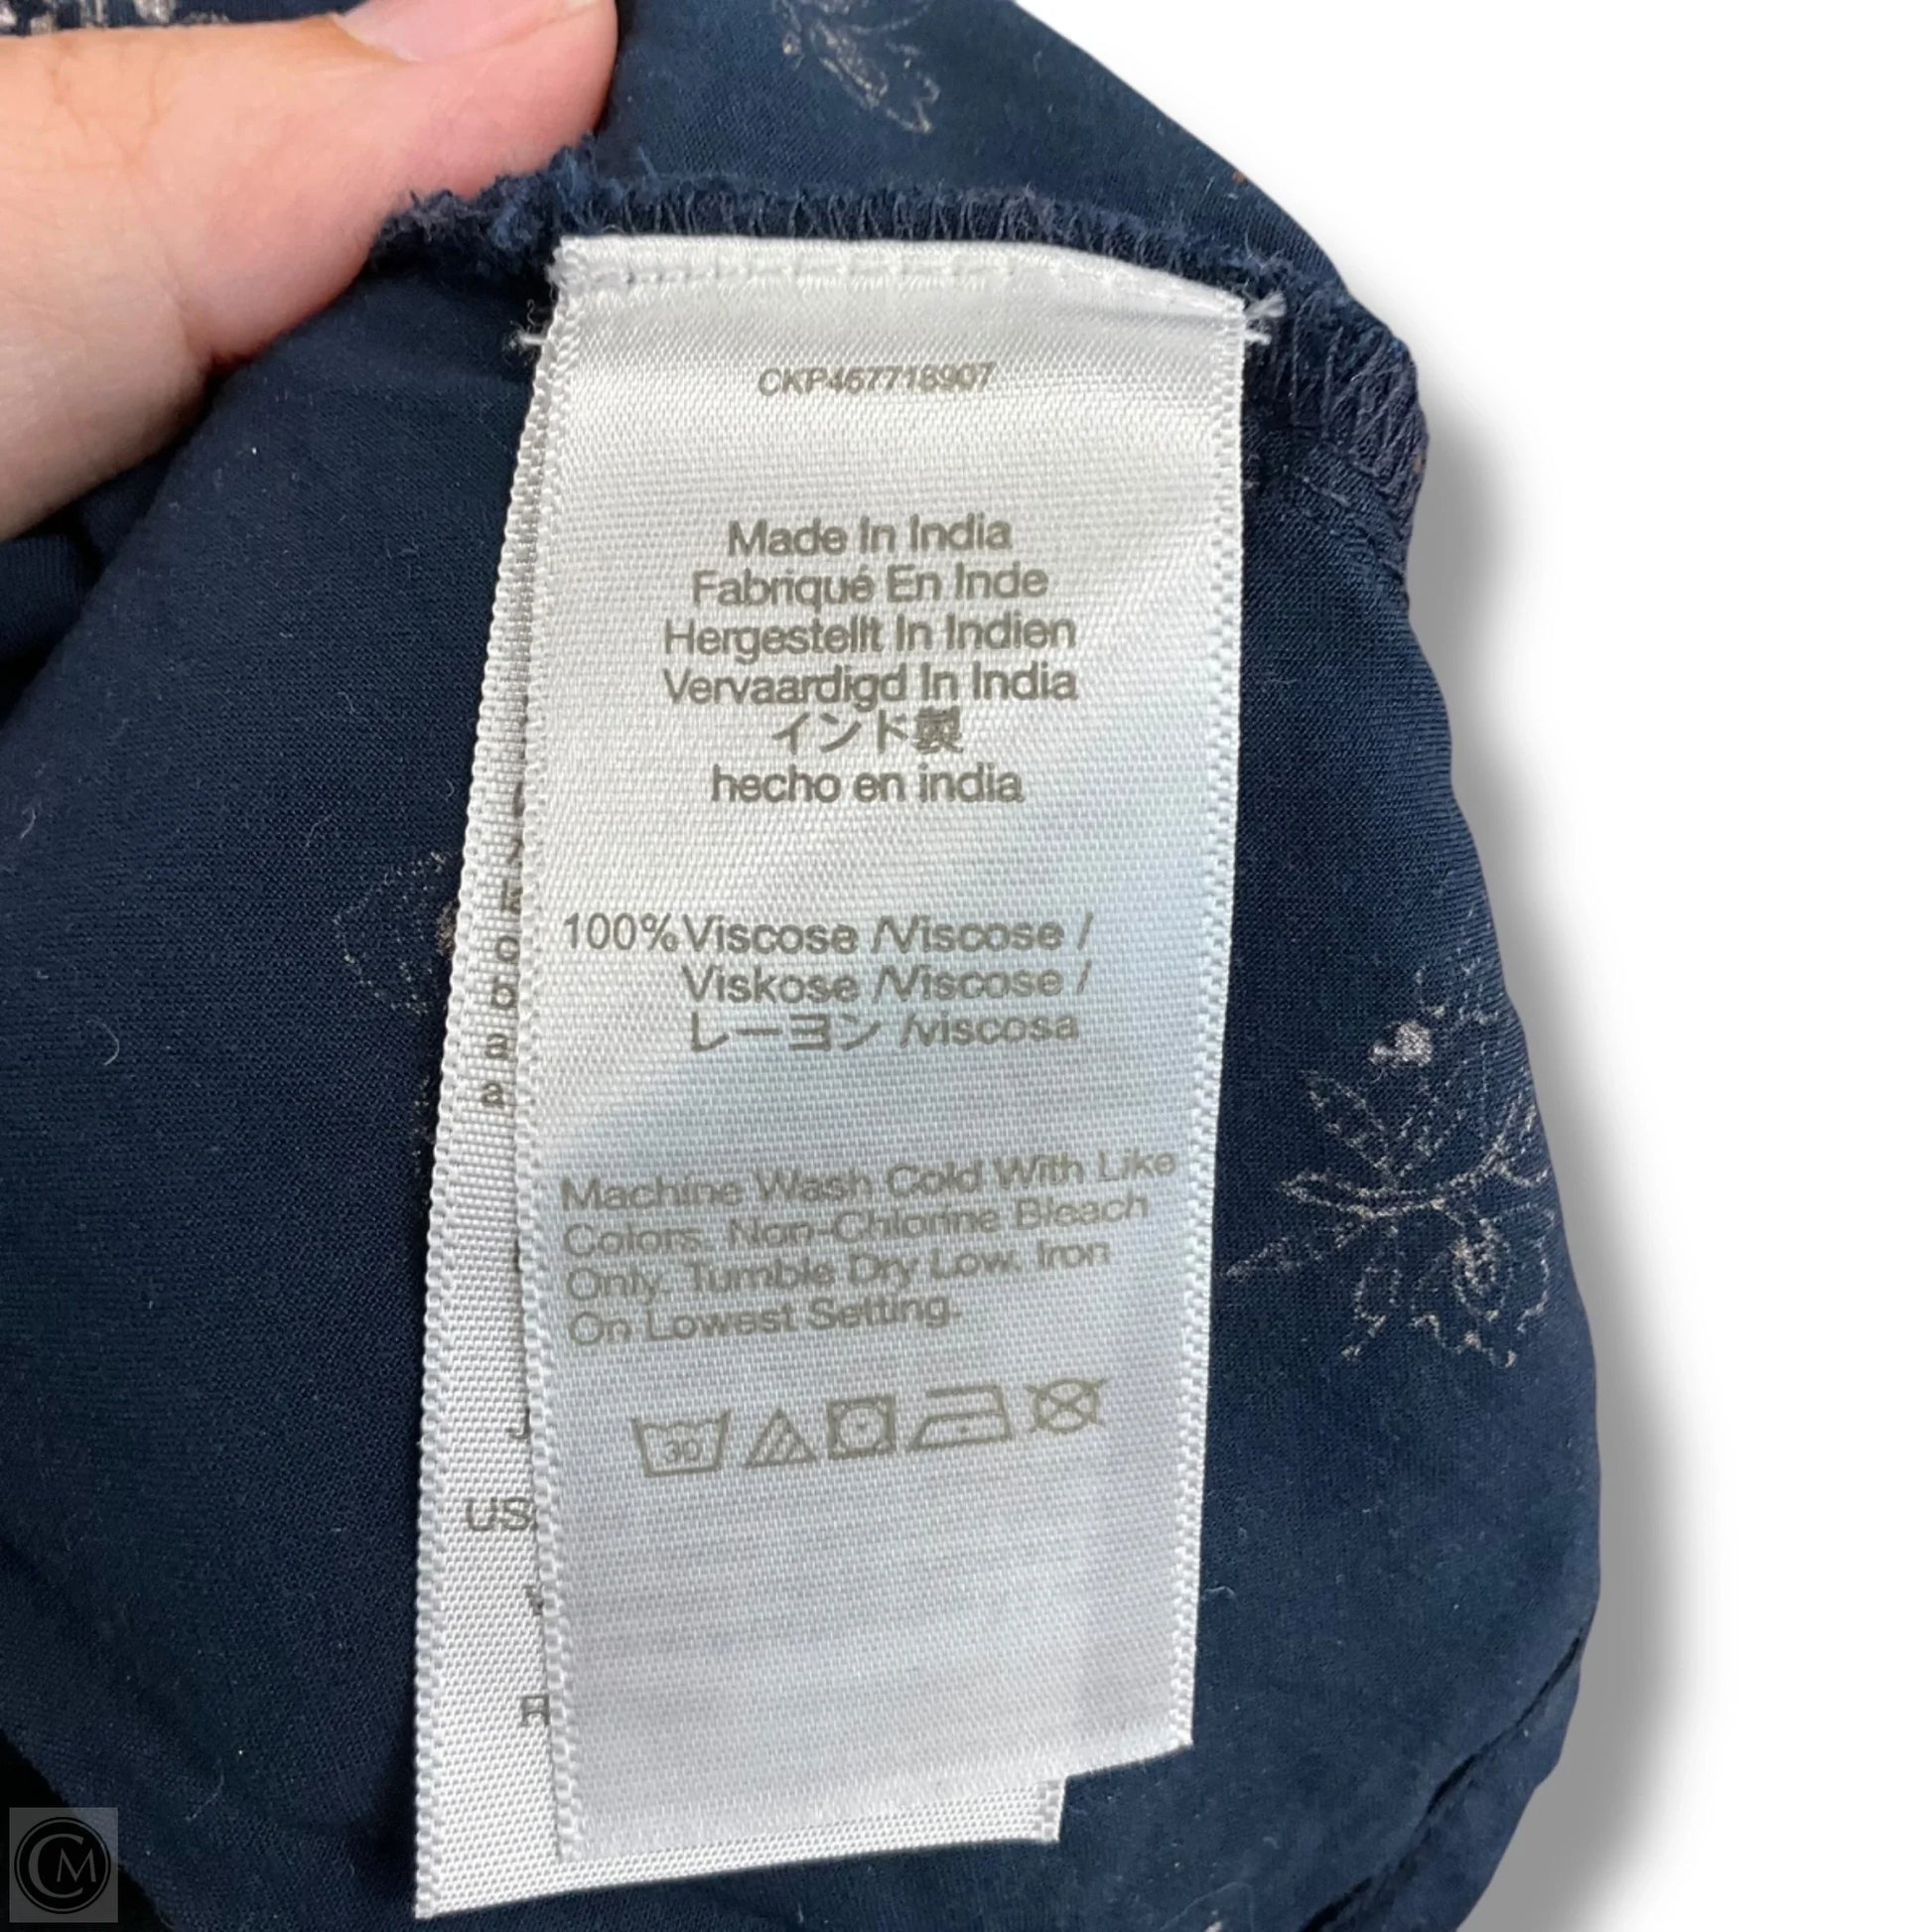 CKP467718907
Made In India
Fabriqué En Inde
Hergestellt In Indien
Vervaardigd In India
インド製
hecho en india
100% Viscose /Viscose /
Viskose /Viscose /
レーヨン /viscosa
Machine Wash Cold With Like
Colors. Non-Chlorine Bleach
Only. Tumble Dry Low. Iron
On Lowest Setting.
30
US
CM